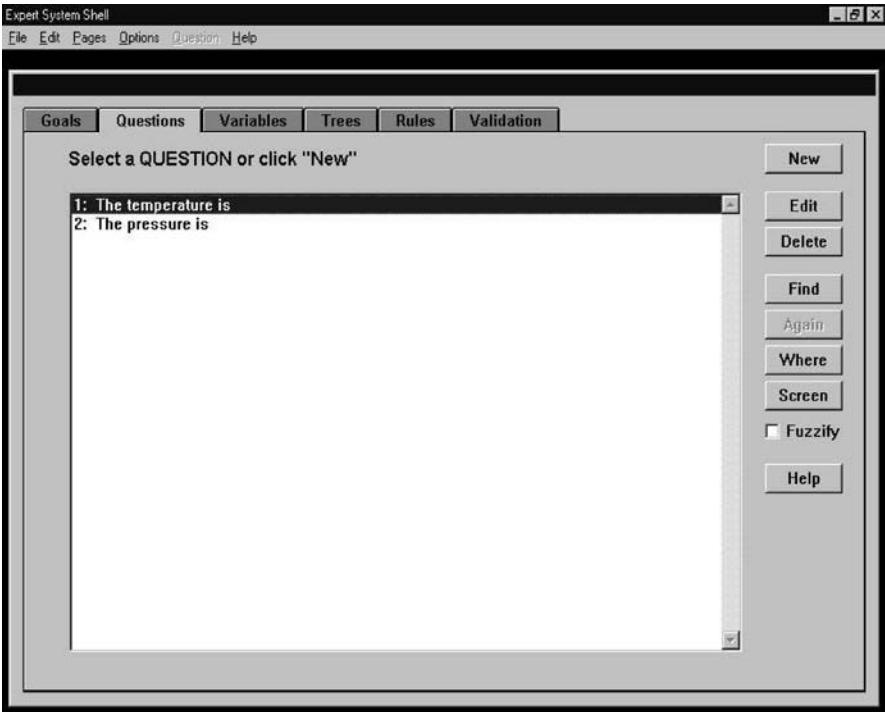 Expert System Shell
File Edit Pages Options Question Help
Goals Questions Variables Trees Rules Validation
Select a QUESTION or click "New"
New
1: The temperature is
2: The pressure is
Edit
Delete
Find
Again
Where
Screen
Fuzzify
Help